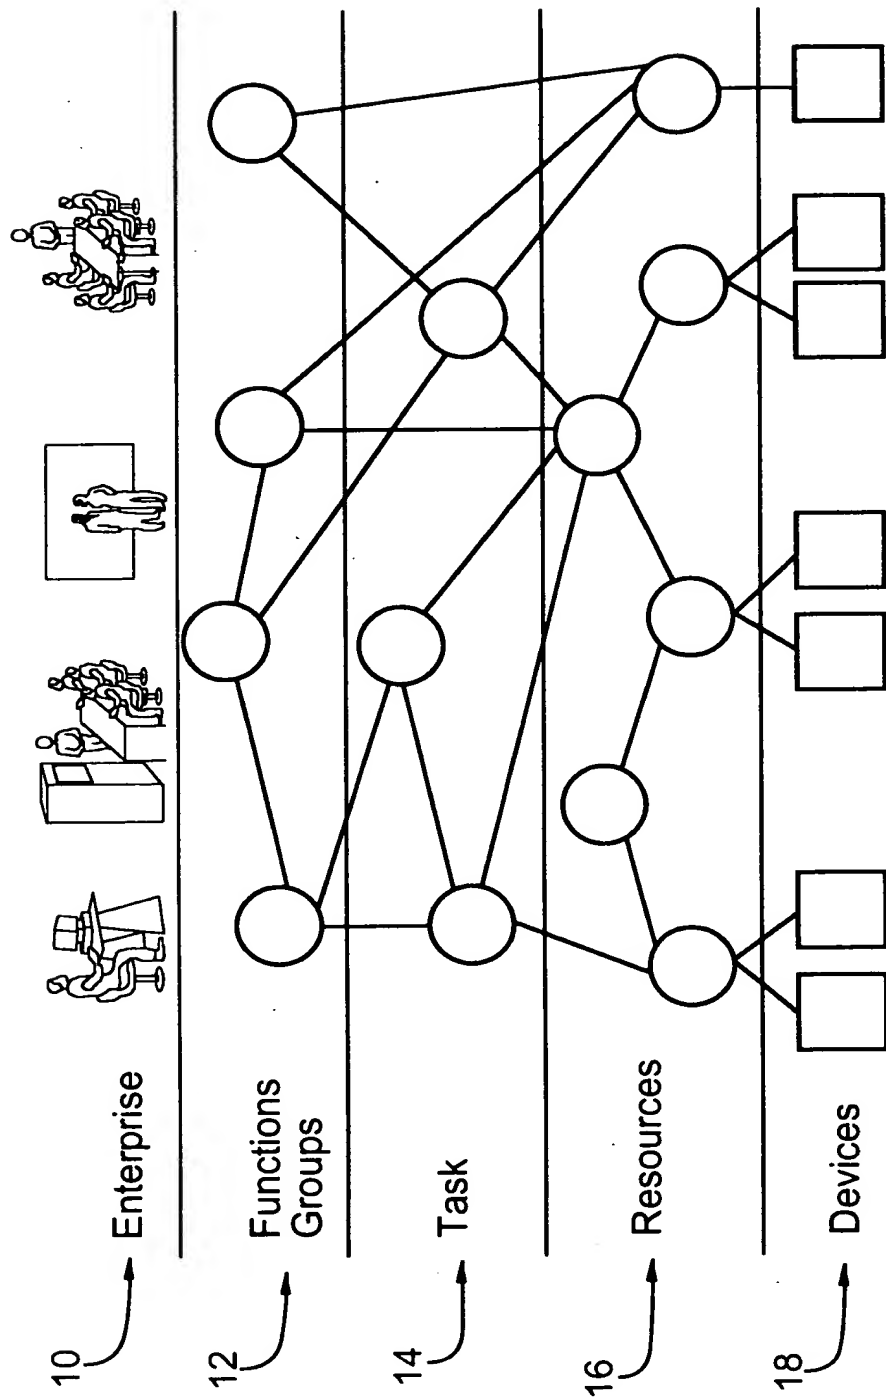 10
Enterprise
12
Functions
Groups
14
Task
16
Resources
18
Devices